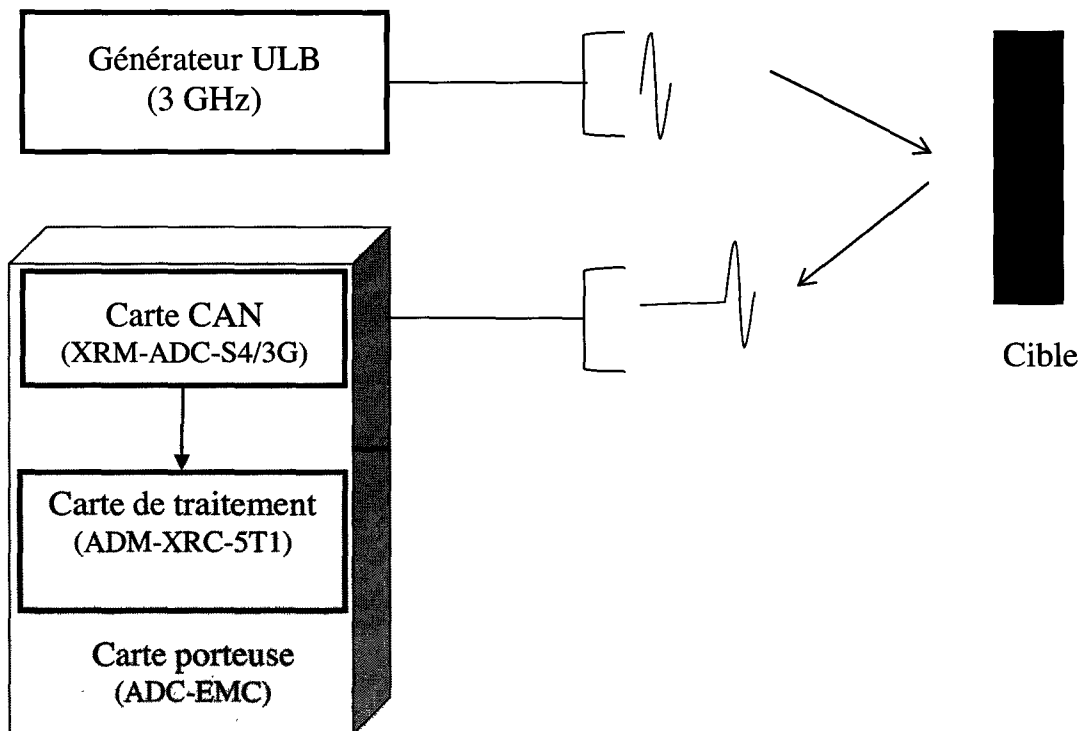 Générateur ULB
(3 GHz)
Carte CAN
(XRM-ADC-S4/3G)
Cible
Carte de traitement
(ADM-XRC-5T1)
Carte porteuse
(ADC-EMC)